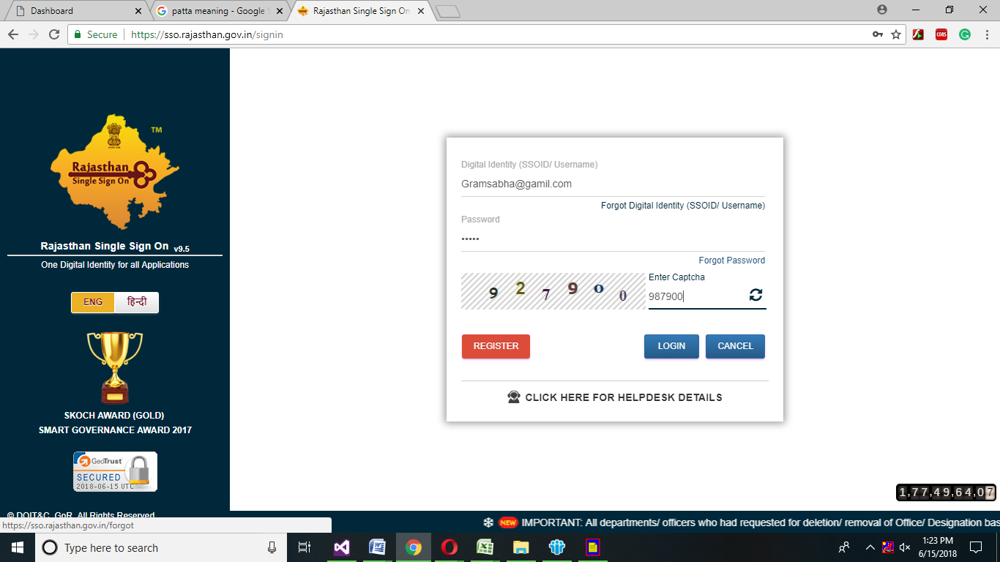 Dashboard
patta meaning - Google S
Rajasthan Single Sign On
Secure
https://sso.rajasthan.gov.in/signin
CORS
TM
Rajasthan
Single Sign On
Rajasthan Single Sign On v9.5
One Digital Identity for all Applications
ENG
हिन्दी
SKOCH AWARD (GOLD)
SMART GOVERNANCE AWARD 2017
GeoTrust
SECURED
2018-06-15 UTC
© DOIT&C, GoR. All Rights Reserved
https://sso.rajasthan.gov.in/forgot
Digital Identity (SSOID/ Username)
Gramsabha@gamil.com
Forgot Digital Identity (SSOID/ Username)
Password
•••••
Forgot Password
9 2 7 9 0 0
Enter Captcha
987900
REGISTER
LOGIN
CANCEL
CLICK HERE FOR HELPDESK DETAILS
1,77,49,64,07
NEW IMPORTANT: All departments/ officers who had requested for deletion/ removal of Office/ Designation bas
Type here to search
1:23 PM
6/15/2018